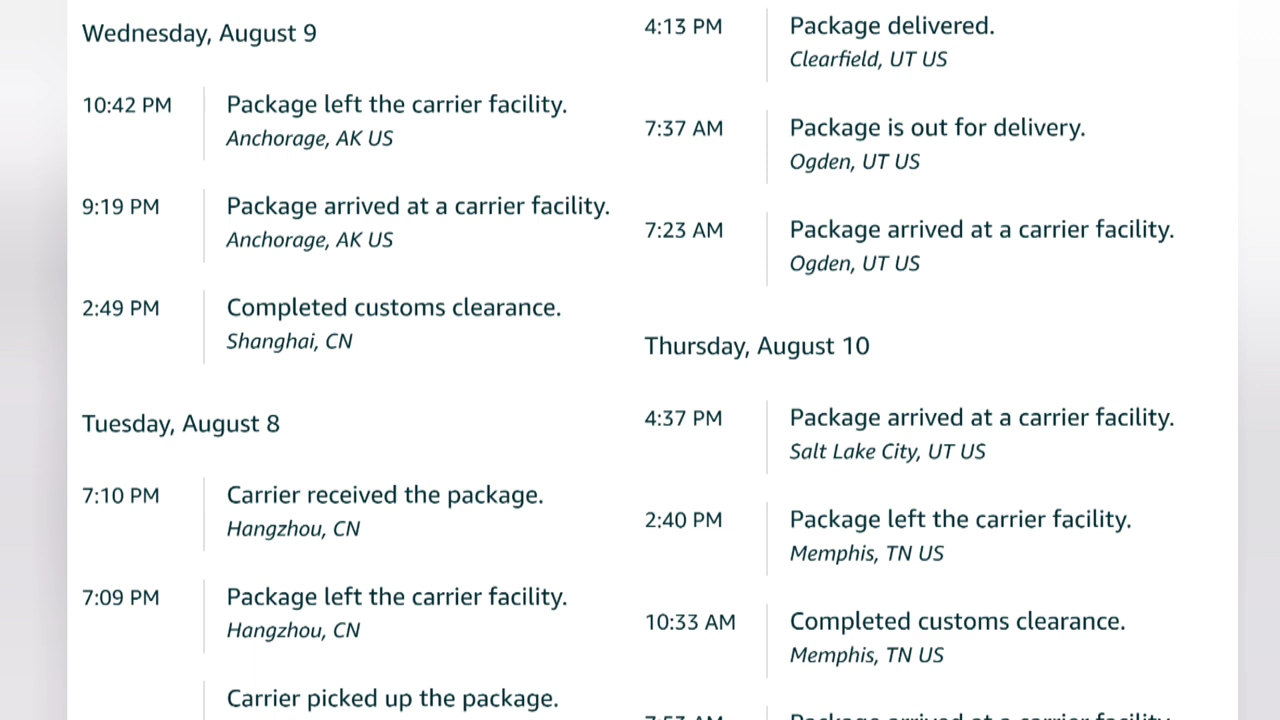 Wednesday, August 9
10:42 PM
Package left the carrier facility.
Anchorage, AK US
9:19 PM
Package arrived at a carrier facility.
Anchorage, AK US
2:49 PM
Completed customs clearance.
Shanghai, CN
Tuesday, August 8
7:10 PM
Carrier received the package.
Hangzhou, CN
7:09 PM
Package left the carrier facility.
Hangzhou, CN
Carrier picked up the package.
4:13 PM
Package delivered.
Clearfield, UT US
7:37 AM
Package is out for delivery.
Ogden, UT US
7:23 AM
Package arrived at a carrier facility.
Ogden, UT US
Thursday, August 10
4:37 PM
Package arrived at a carrier facility.
Salt Lake City, UT US
2:40 PM
Package left the carrier facility.
Memphis, TN US
10:33 AM
Completed customs clearance.
Memphis, TN US